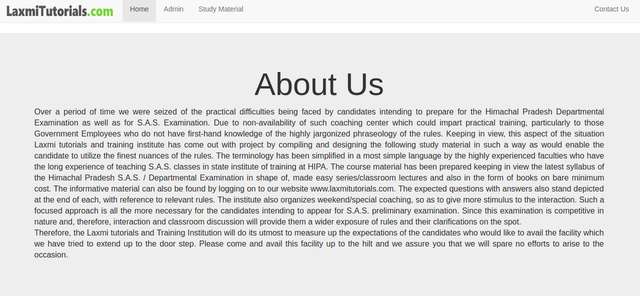 LaxmiTutorials.com Home Admin Study Material Contact Us
About Us
Over a period of time we were seized of the practical difficulties being faced by candidates intending to prepare for the Himachal Pradesh Departmental
Examination as well as for S.A.S. Examination. Due to non-availability of such coaching center which could impart practical training, particularly to those
Government Employees who do not have first-hand knowledge of the highly jargonized phraseology of the rules. Keeping in view, this aspect of the situation
Laxmi tutorials and training institute has come out with project by compiling and designing the following study material in such a way as would enable the
candidate to utilize the finest nuances of the rules. The terminology has been simplified in a most simple language by the highly experienced faculties who have
the long experience of teaching S.A.S. classes in state institute of training at HIPA. The course material has been prepared keeping in view the latest syllabus of
the Himachal Pradesh S.A.S. / Departmental Examination in shape of, made easy series/classroom lectures and also in the form of books on bare minimum
cost. The informative material can also be found by logging on to our website www.laxmitutorials.com. The expected questions with answers also stand depicted
at the end of each, with reference to relevant rules. The institute also organizes weekend/special coaching, so as to give more stimulus to the interaction. Such a
focused approach is all the more necessary for the candidates intending to appear for S.A.S. preliminary examination. Since this examination is competitive in
nature and, therefore, interaction and classroom discussion will provide them a wider exposure of rules and their clarifications on the spot.
Therefore, the Laxmi tutorials and Training Institution will do its utmost to measure up the expectations of the candidates who would like to avail the facility which
we have tried to extend up to the door step. Please come and avail this facility up to the hilt and we assure you that we will spare no efforts to arise to the
occasion.